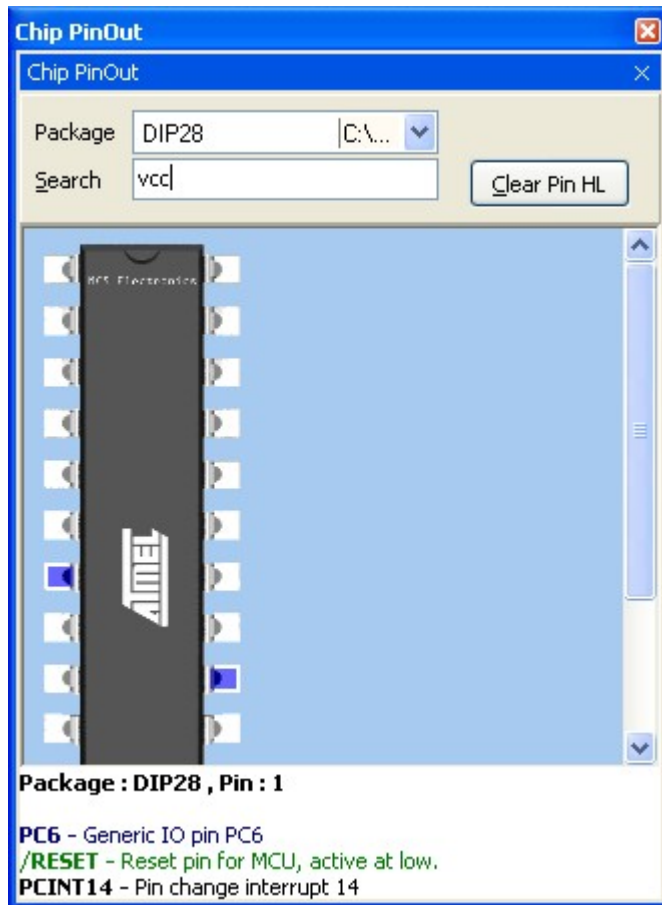 Chip PinOut
Chip PinOut
Package DIP28 C:\...
Search vcc Clear Pin HL
MCS Electronics
ATMEL
Package : DIP28 , Pin : 1
PC6 - Generic IO pin PC6
/RESET - Reset pin for MCU, active at low.
PCINT14 - Pin change interrupt 14